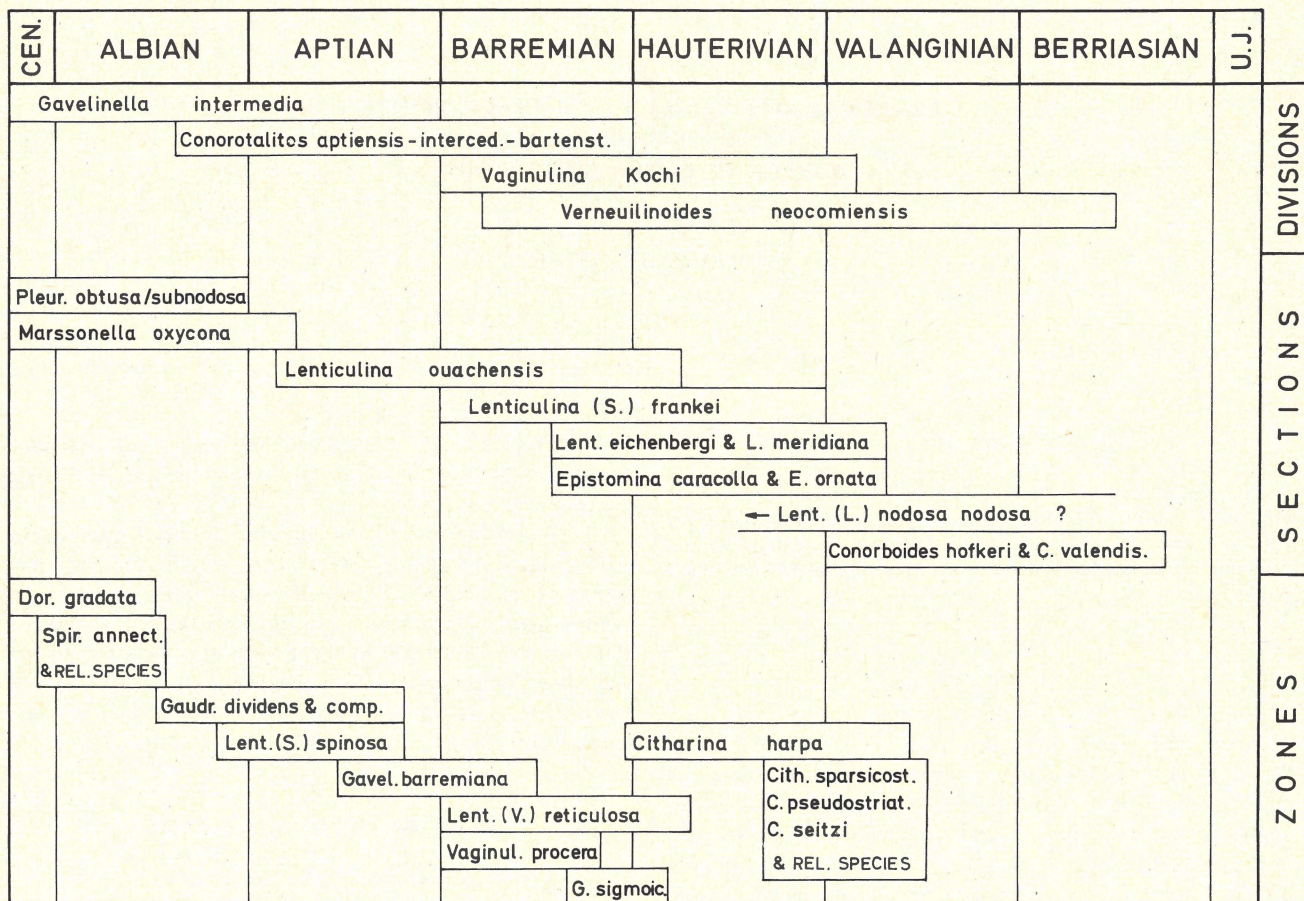 CEN. ALBIAN APTIAN BARREMIAN HAUTERIVIAN VALANGINIAN BERRIASIAN U.J.
Gavelinella intermedia
Conorotalites aptiensis - interced. - bartenst.
Vaginulina Kochi
Verneuilinoides neocomiensis
DIVISIONS
Pleur. obtusa/subnodosa
Marssonella oxycona
Lenticulina ouachensis
Lenticulina (S.) frankei
Lent. eichenbergi & L. meridiana
Epistomina caracolla & E. ornata
← Lent. (L.) nodosa nodosa ?
Conorboides hofkeri & C. valendis.
SECTIONS
Dor. gradata
Spir. annect.
& REL. SPECIES
Gaudr. dividens & comp.
Lent. (S.) spinosa
Citharina harpa
Gavel. barremiana
Cith. sparsicost.
C. pseudostriat.
C. seitzi
& REL. SPECIES
Lent. (V.) reticulosa
Vaginul. procera
G. sigmoic.
ZONES